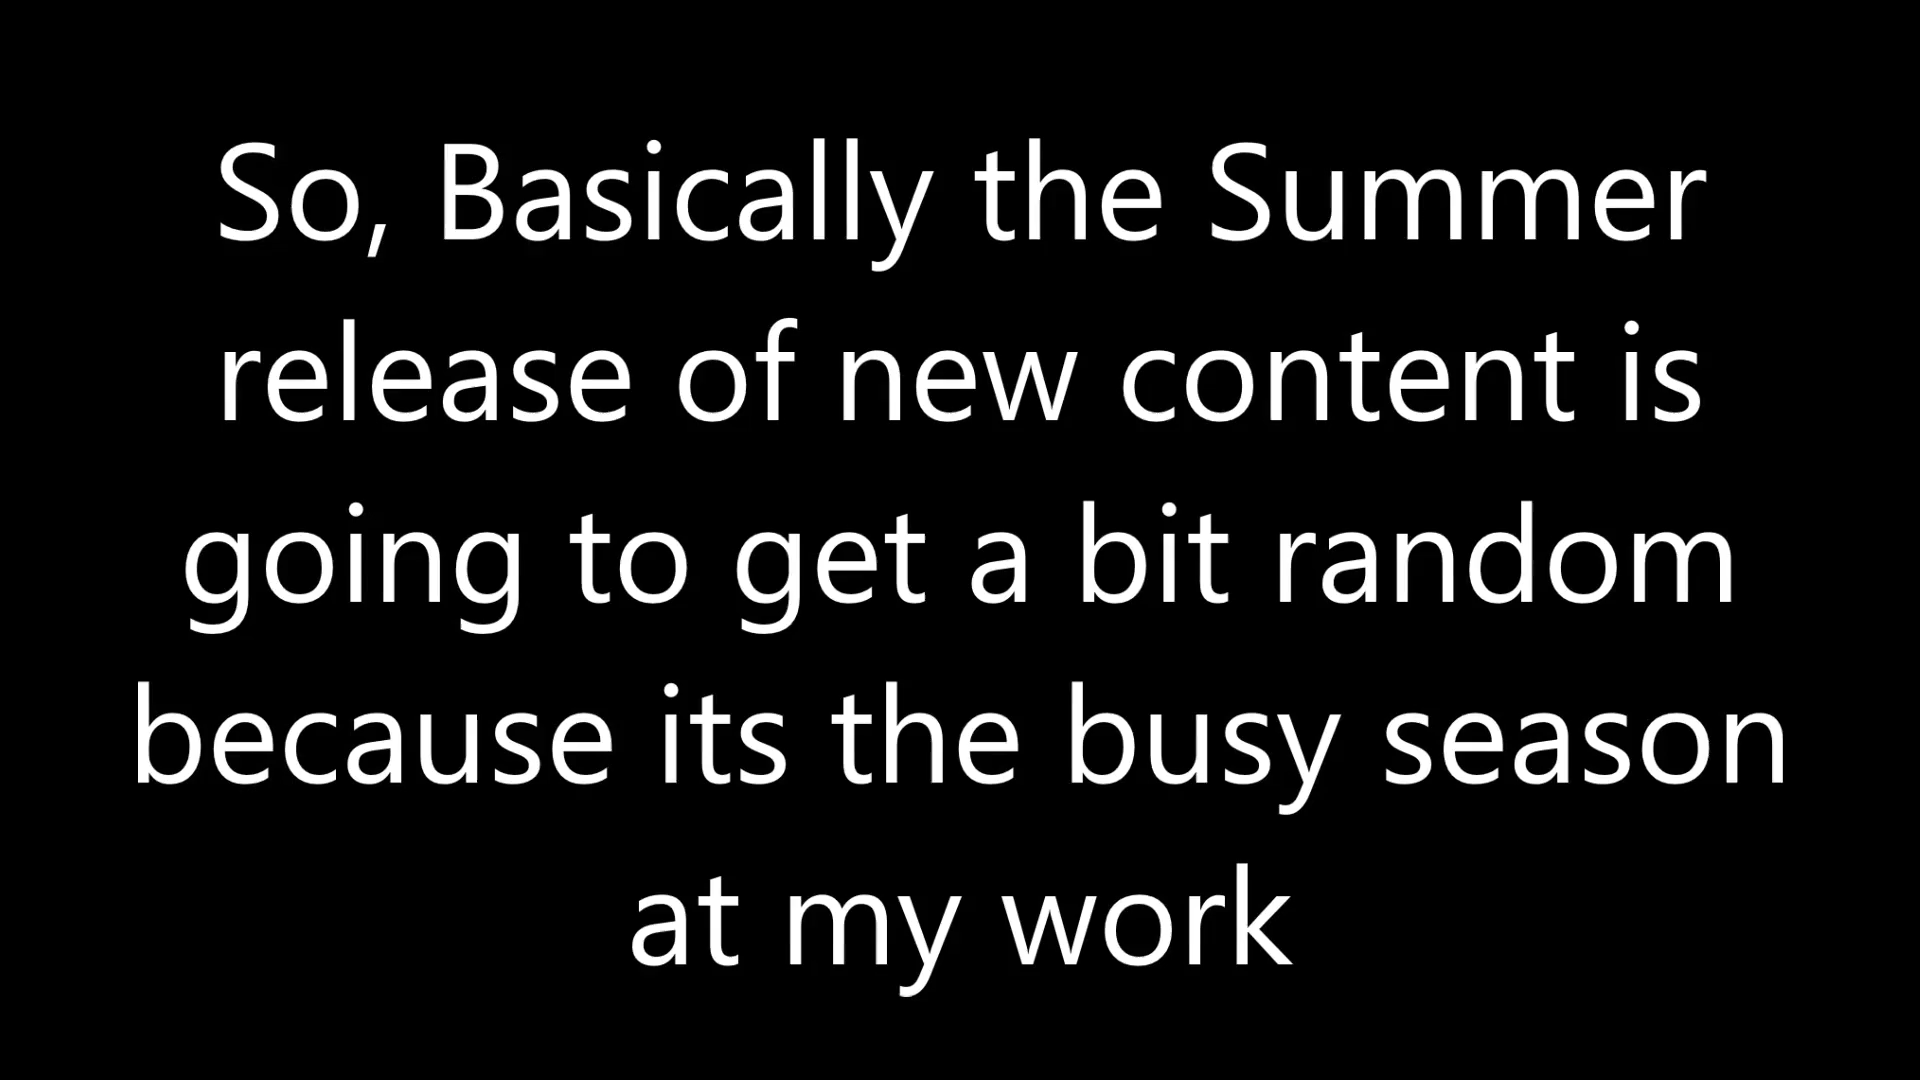 So, Basically the Summer
release of new content is
going to get a bit random
because its the busy season
at my work